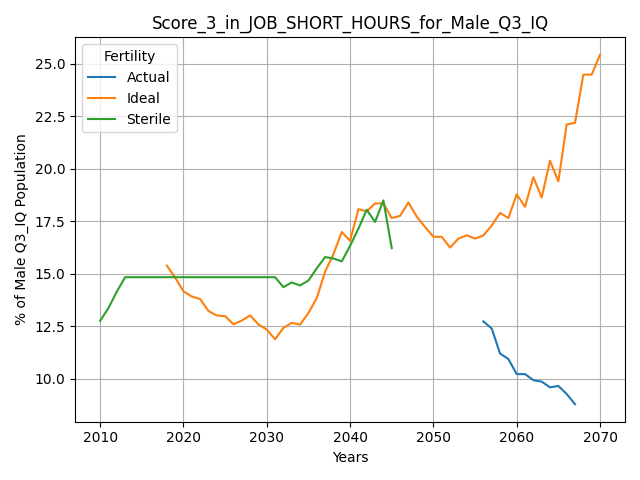 Score_3_in_JOB_SHORT_HOURS_for_Male_Q3_IQ
Fertility
Actual
Ideal
Sterile
% of Male Q3_IQ Population
25.0
22.5
20.0
17.5
15.0
12.5
10.0
2010 2020 2030 2040 2050 2060 2070
Years